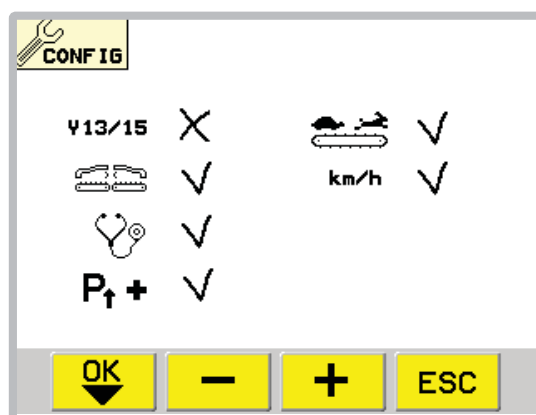 CONFIG
Y13/15
km/h
P↑ +
OK
−
+
ESC